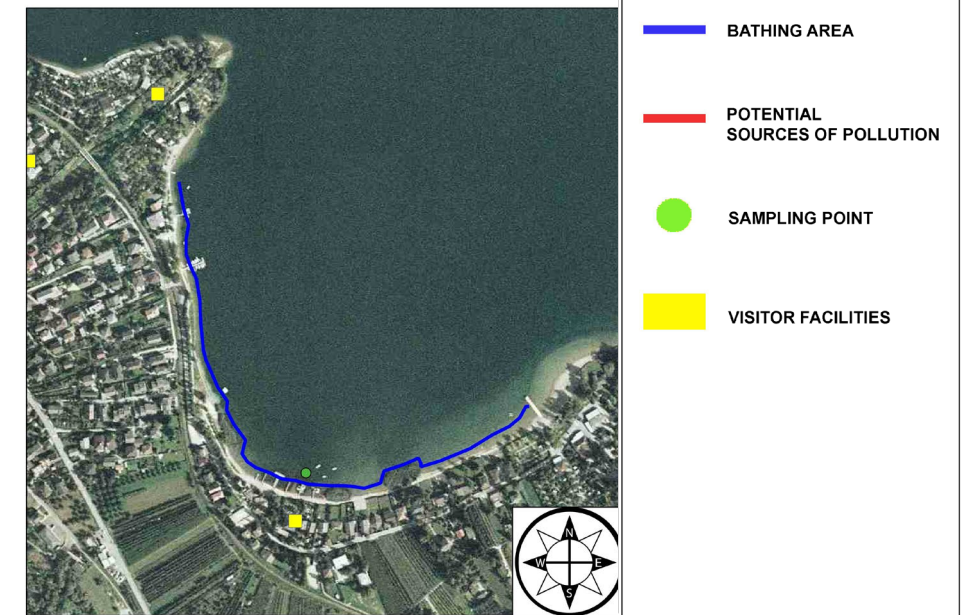 BATHING AREA
POTENTIAL
SOURCES OF POLLUTION
SAMPLING POINT
VISITOR FACILITIES
N
W E
S